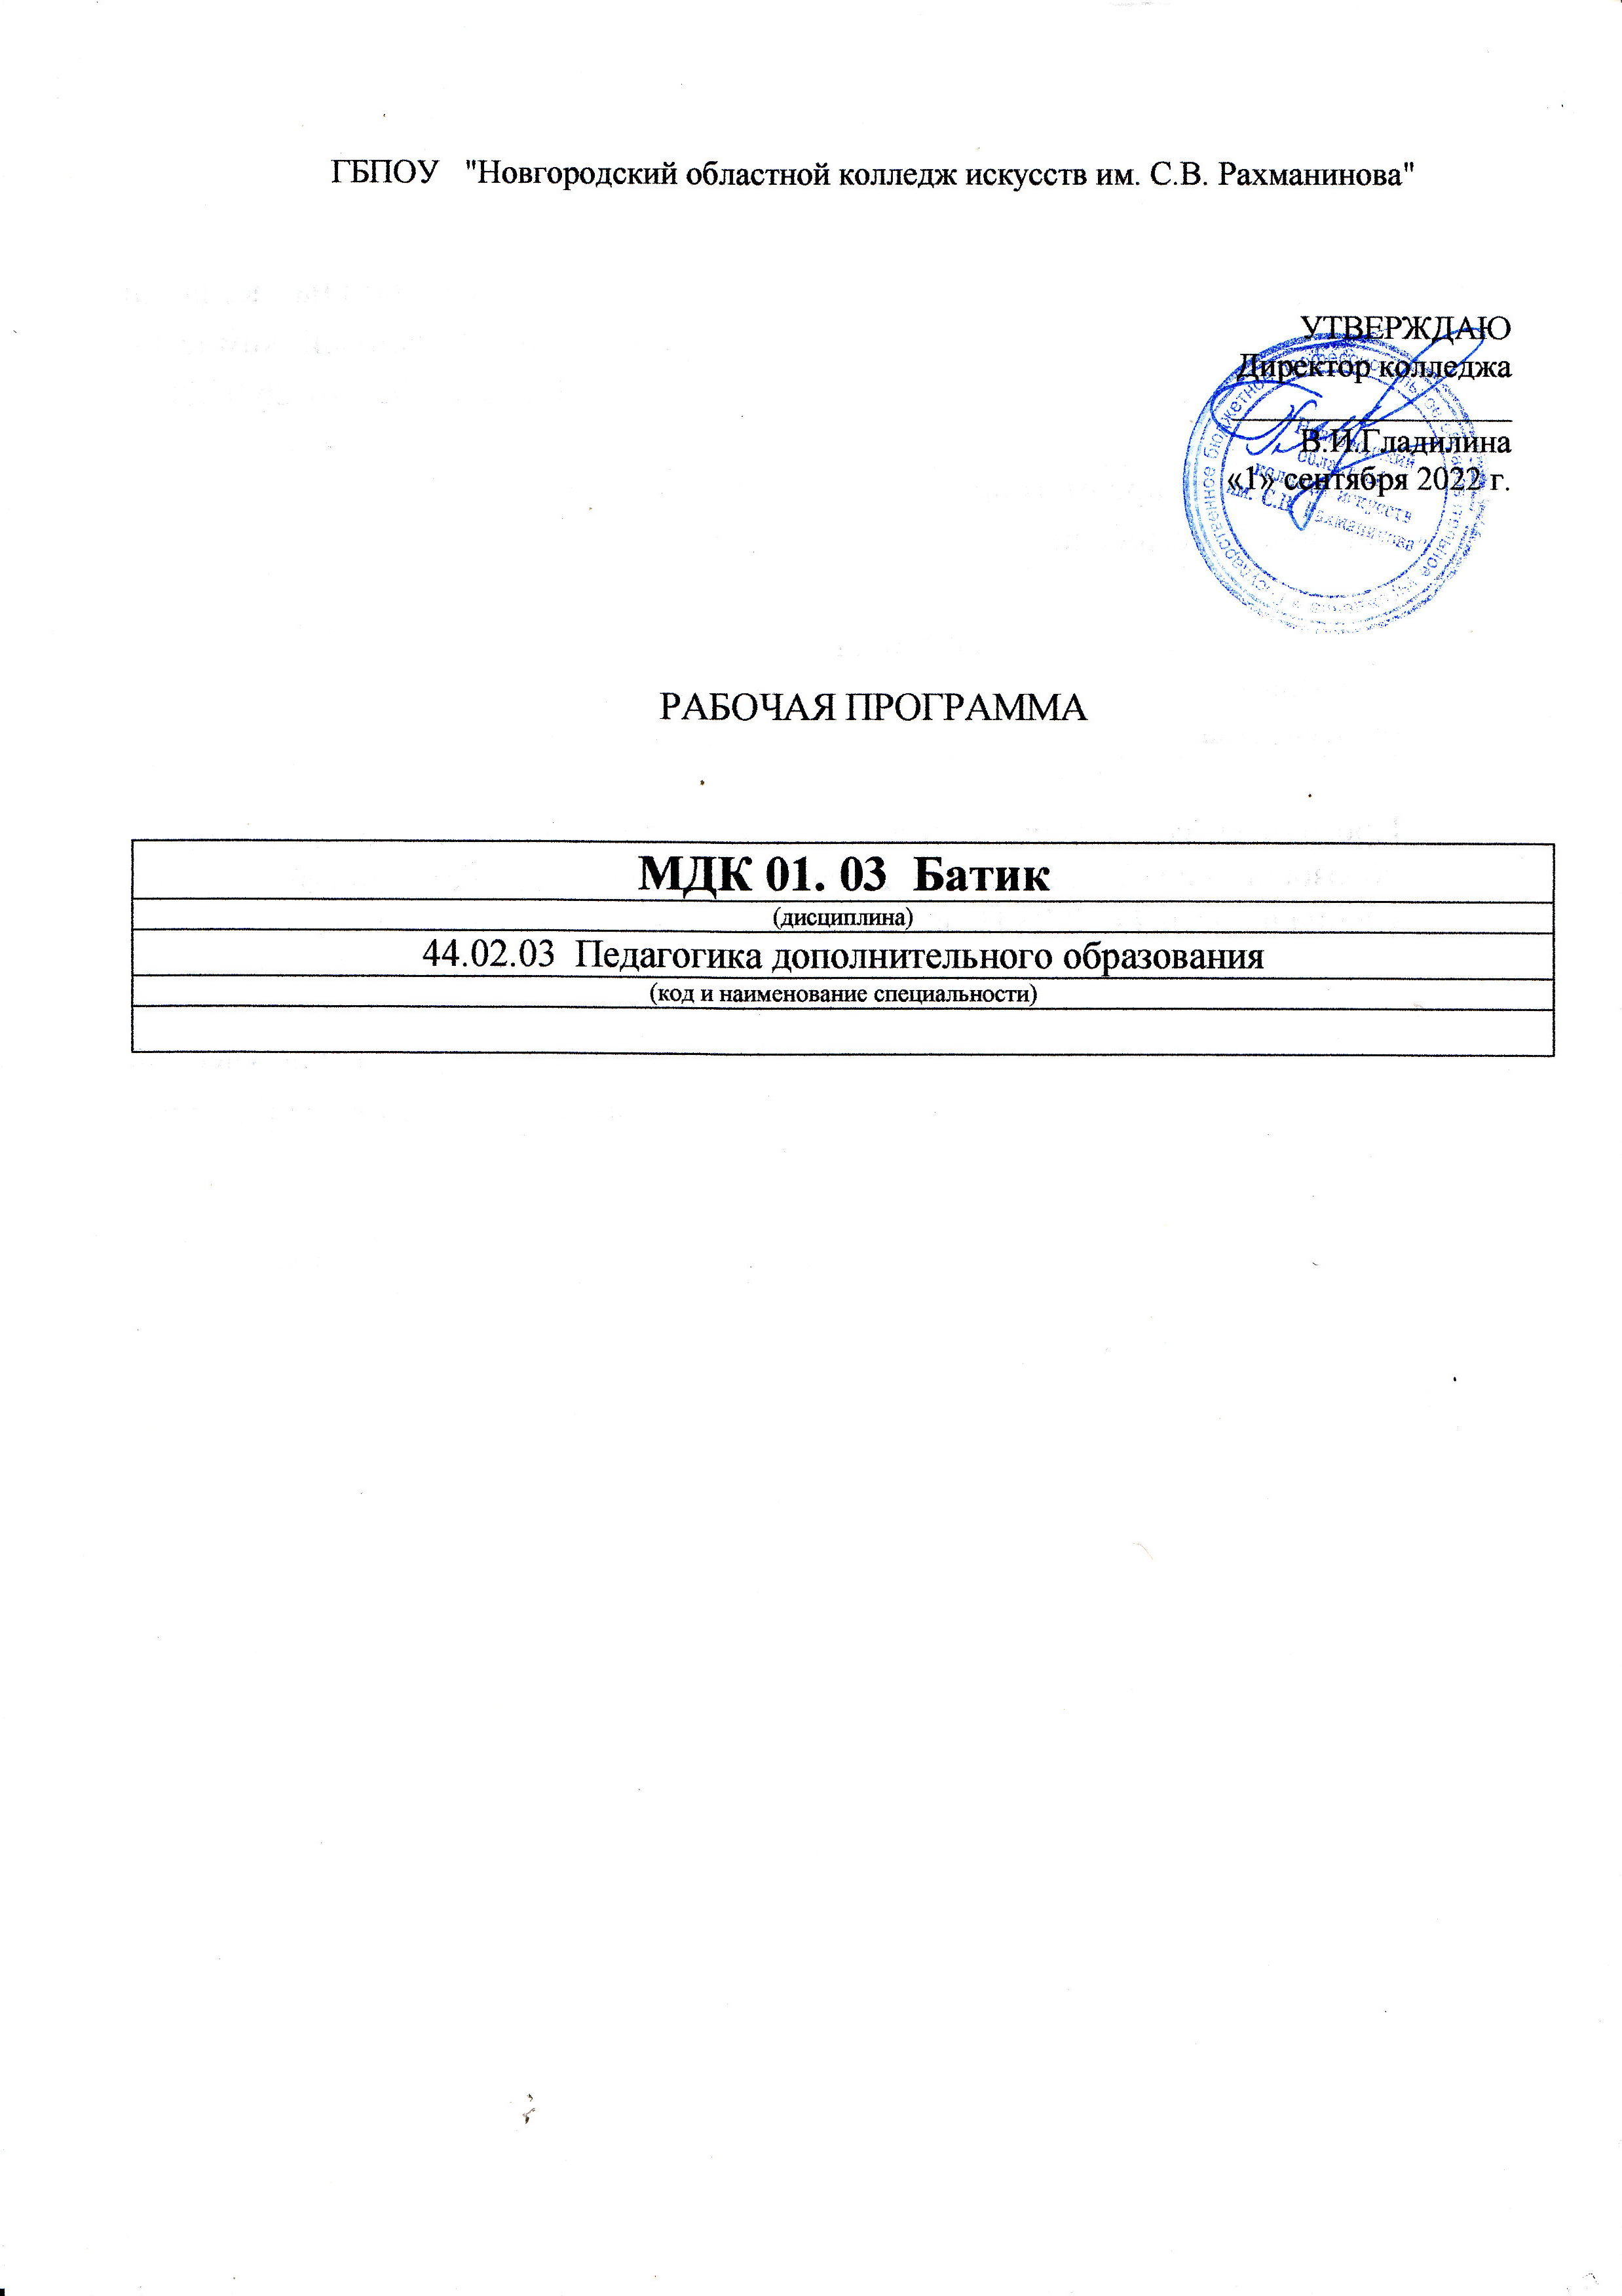 ГБПОУ "Новгородский областной колледж искусств им. С.В. Рахманинова"
УТВЕРЖДАЮ
Директор колледжа
В.И.Гладилина
«1» сентября 2022 г.
РАБОЧАЯ ПРОГРАММА
МДК 01. 03 Батик
(дисциплина)
44.02.03 Педагогика дополнительного образования
(код и наименование специальности)